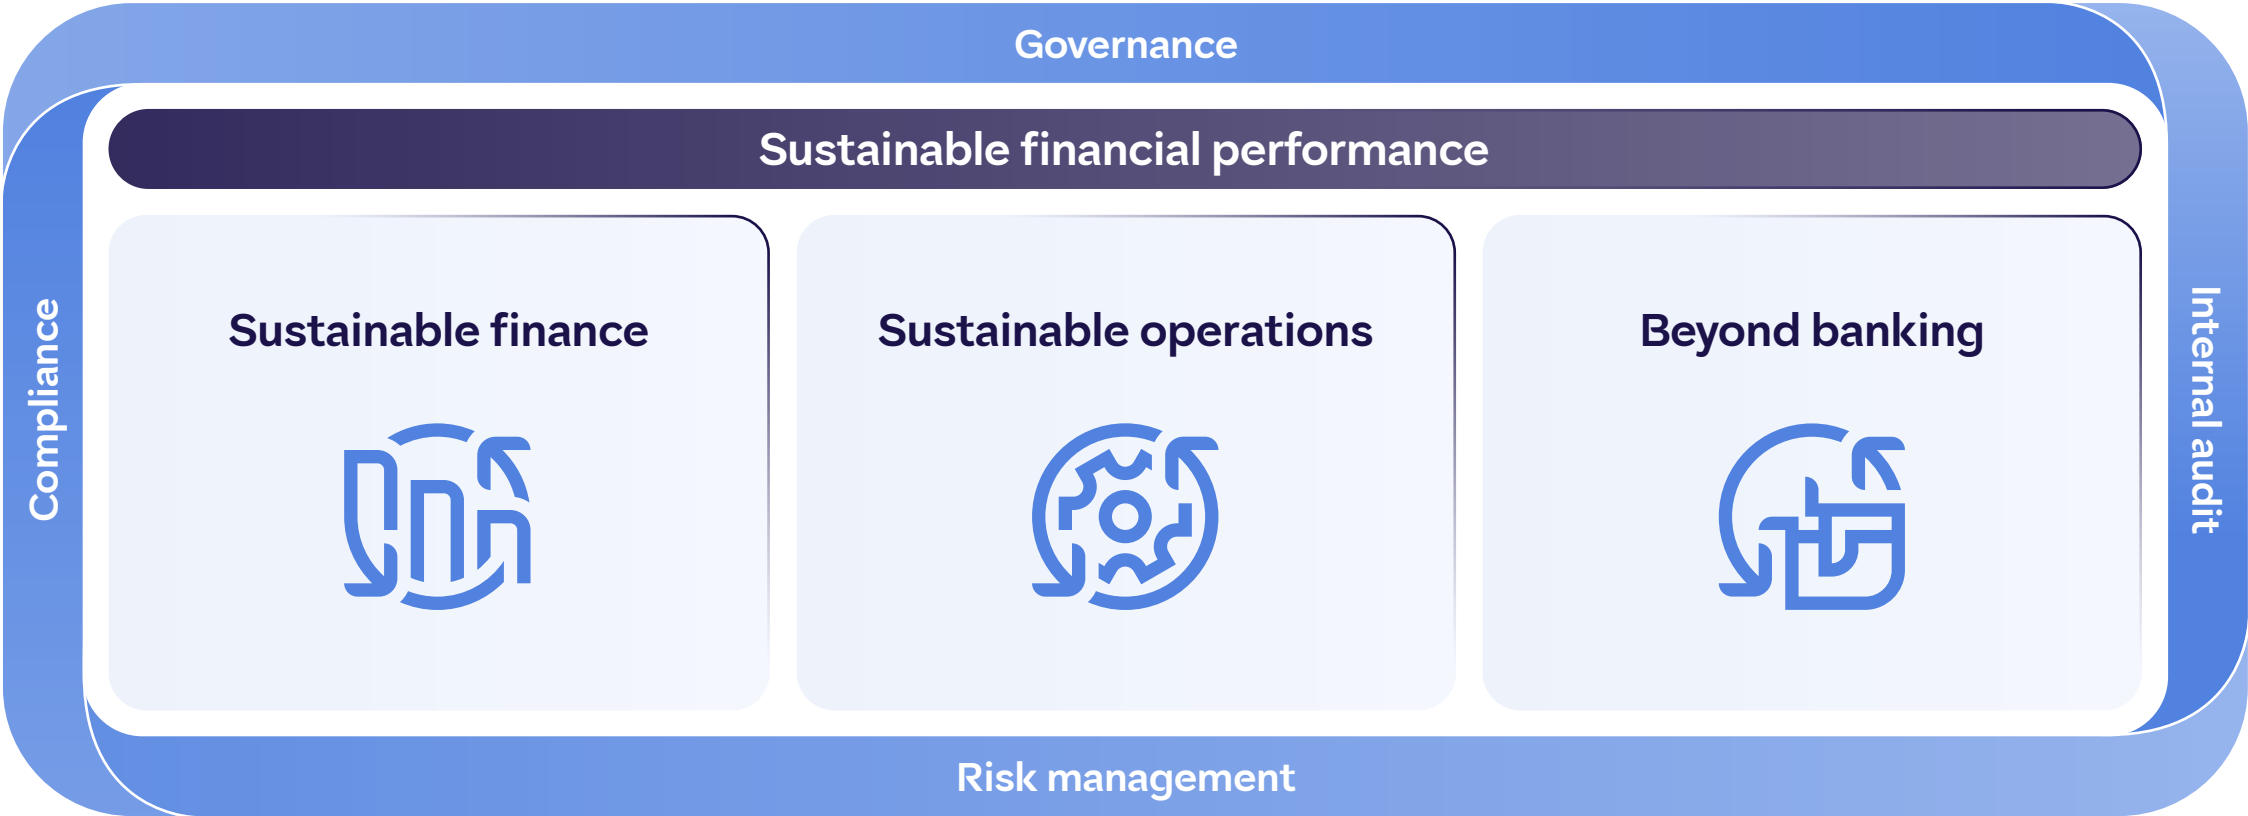 Governance
Sustainable financial performance
Compliance
Sustainable finance
Sustainable operations
Beyond banking
Internal audit
Risk management